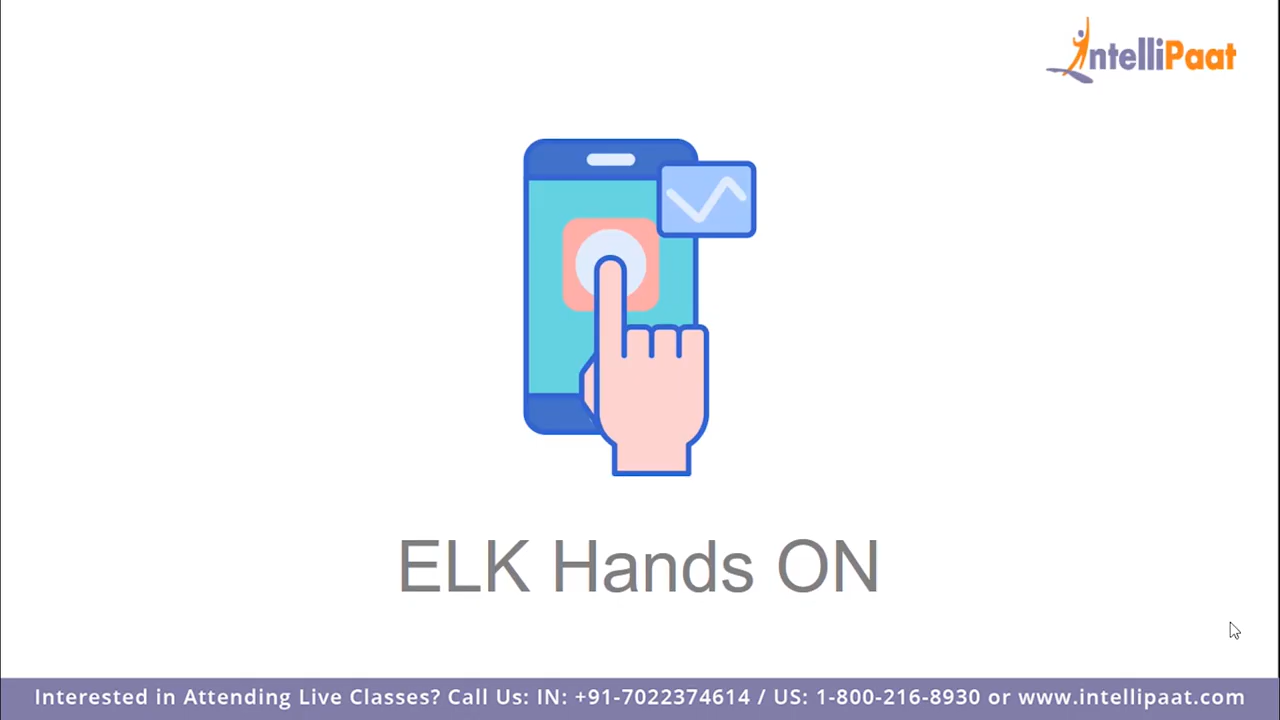 IntelliPaat
ELK Hands ON
Interested in Attending Live Classes? Call Us: IN: +91-7022374614 / US: 1-800-216-8930 or www.intellipaat.com